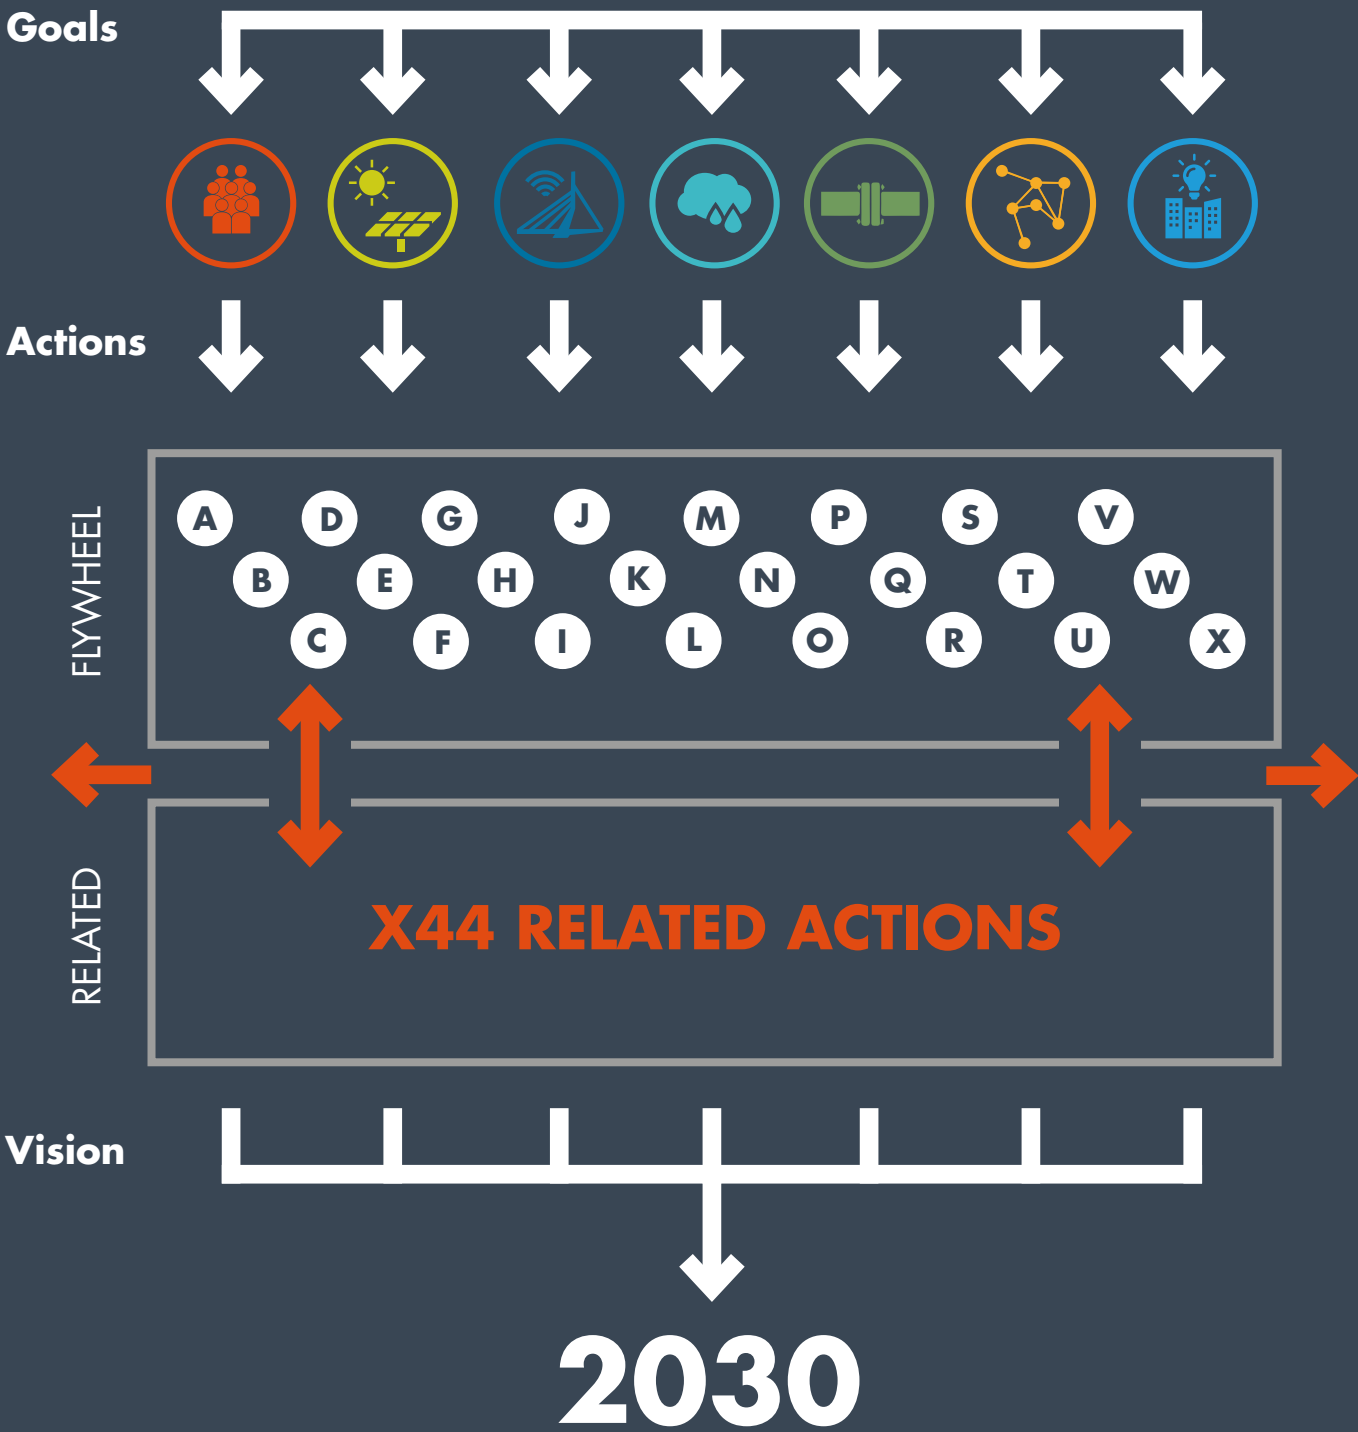 Goals
Actions
FLYWHEEL
A D G J M P S V
B E H K N Q T W
C F I L O R U X
RELATED
X44 RELATED ACTIONS
Vision
2030